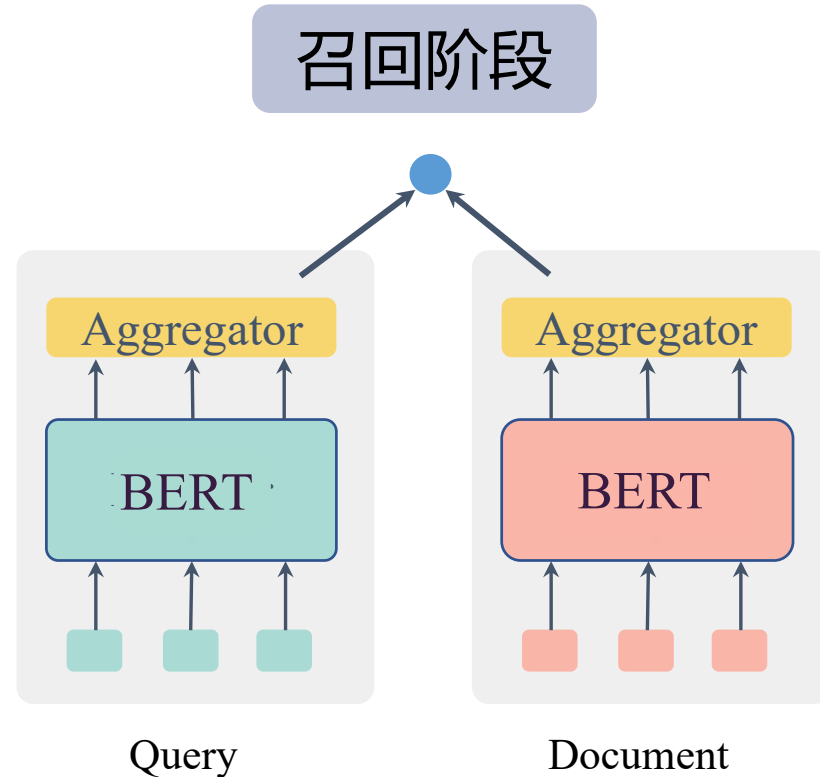 召回阶段
Aggregator
Aggregator
BERT
BERT
Query
Document